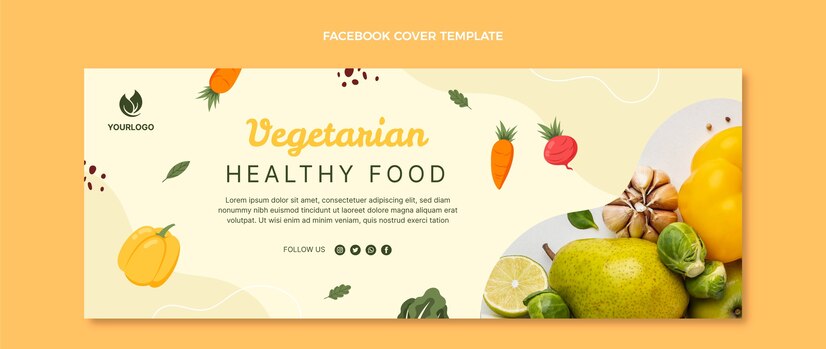 FACEBOOK COVER TEMPLATE
YOURLOGO
Vegetarian
HEALTHY FOOD
Lorem ipsum dolor sit amet, consectetuer adipiscing elit, sed diam
nonummy nibh euismod tincidunt ut laoreet dolore magna aliquam erat
volutpat. Ut wisi enim ad minim veniam, quis nostrud exerci tation
FOLLOW US